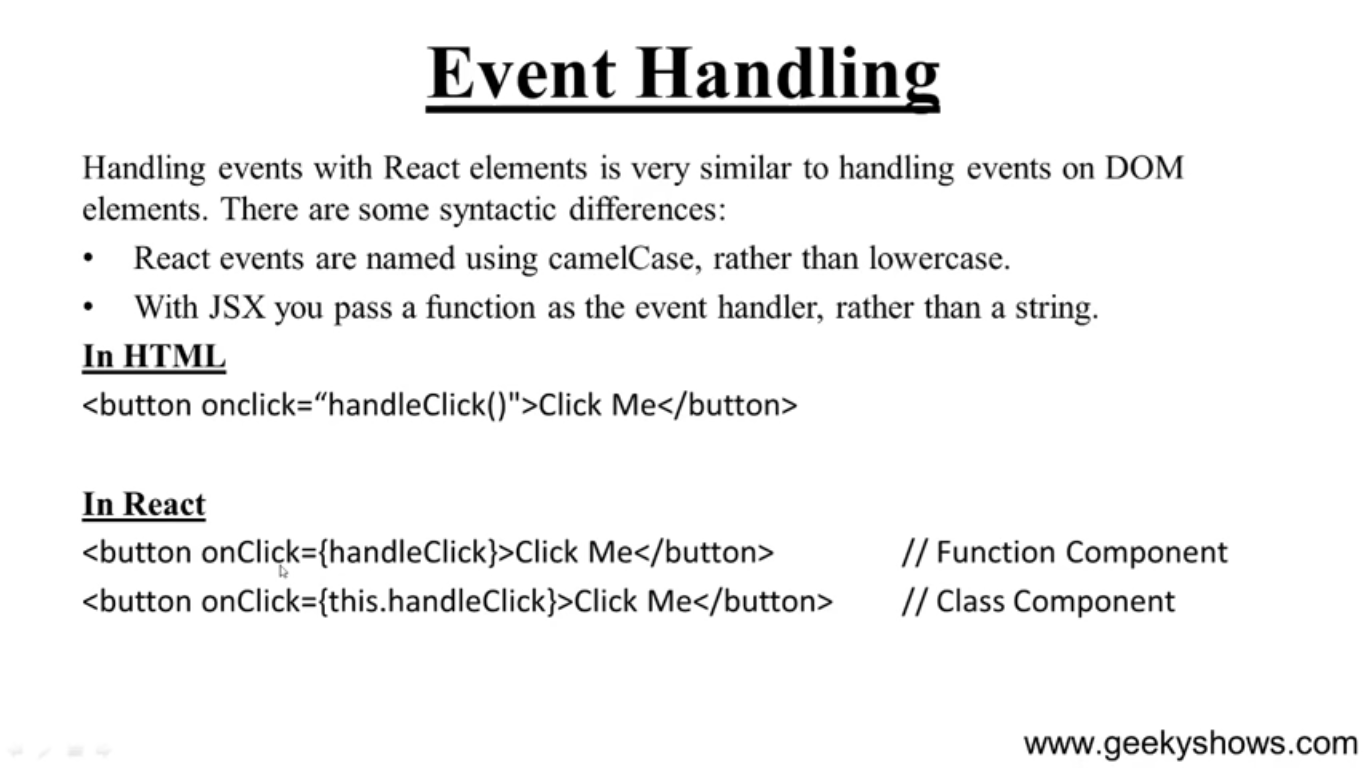 Event Handling
Handling events with React elements is very similar to handling events on DOM
elements. There are some syntactic differences:
• React events are named using camelCase, rather than lowercase.
• With JSX you pass a function as the event handler, rather than a string.
In HTML
<button onclick=“handleClick()">Click Me</button>
In React
<button onClick={handleClick}>Click Me</button> // Function Component
<button onClick={this.handleClick}>Click Me</button> // Class Component
www.geekyshows.com